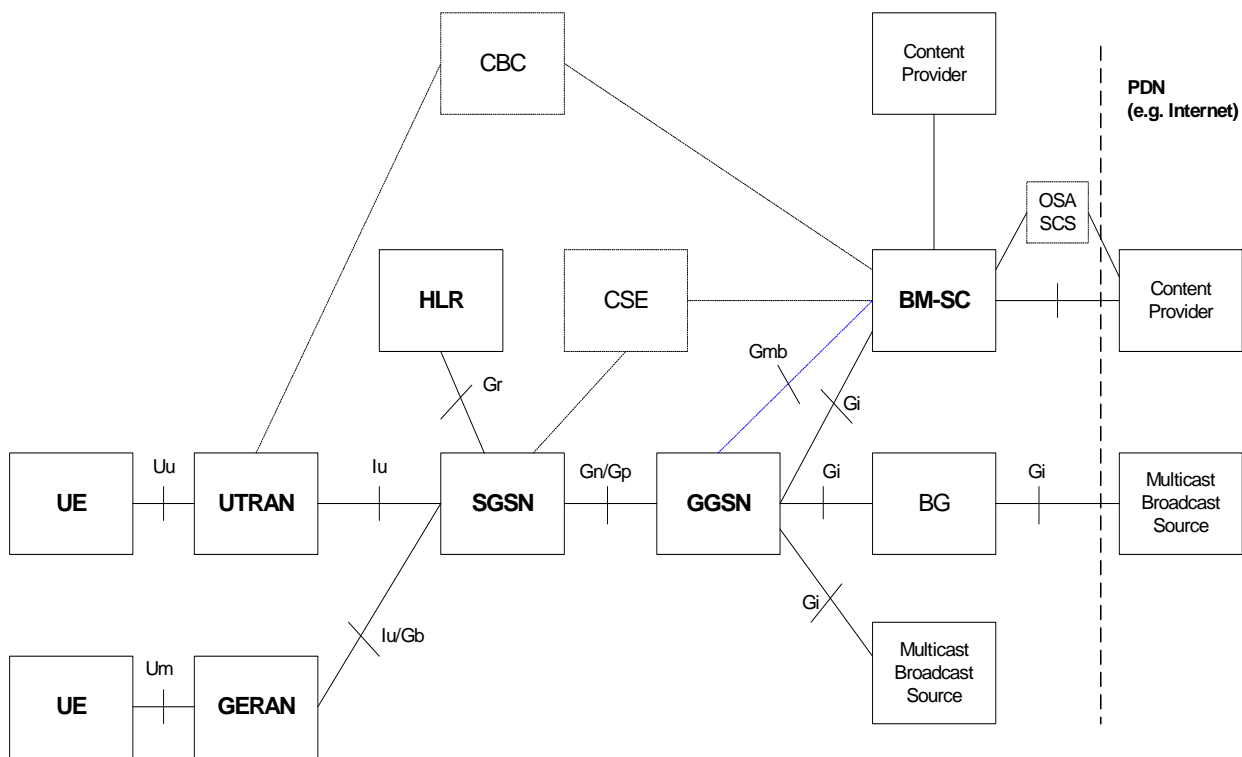 CBC
Content
Provider
PDN
(e.g. Internet)
OSA
SCS
HLR
CSE
BM-SC
Content
Provider
Gmb
Gr
Gi
Uu
Iu
Gn/Gp
Gi
Gi
UE
UTRAN
SGSN
GGSN
BG
Multicast
Broadcast
Source
Gi
Iu/Gb
Um
UE
GERAN
Multicast
Broadcast
Source